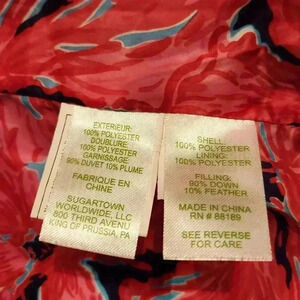 EXTERIEUR:
100% POLYESTER
DOUBLURE:
100% POLYESTER
GARNISSAGE:
90% DUVET 10% PLUME
FABRIQUE EN
CHINE
SUGARTOWN
WORLDWIDE, LLC
800 THIRD AVENU
KING OF PRUSSIA, PA
SHELL:
100% POLYESTER
LINING:
100% POLYESTER
FILLING:
90% DOWN
10% FEATHER
MADE IN CHINA
RN # 86189
SEE REVERSE
FOR CARE